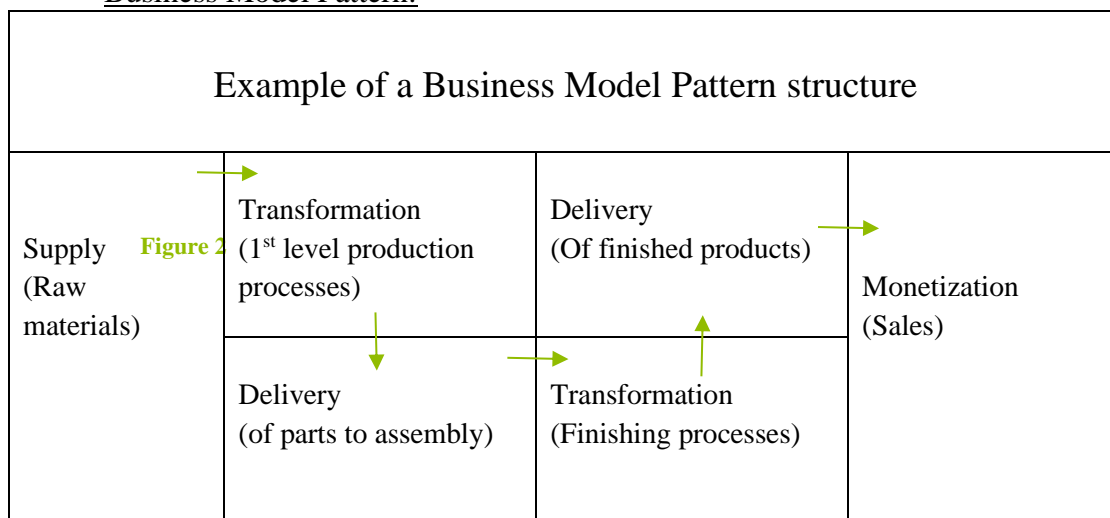 Business Model Pattern:
Example of a Business Model Pattern structure
Supply
(Raw
materials)
Figure 2
Transformation
(1st level production
processes)
Delivery
(of parts to assembly)
Delivery
(Of finished products)
Transformation
(Finishing processes)
Monetization
(Sales)